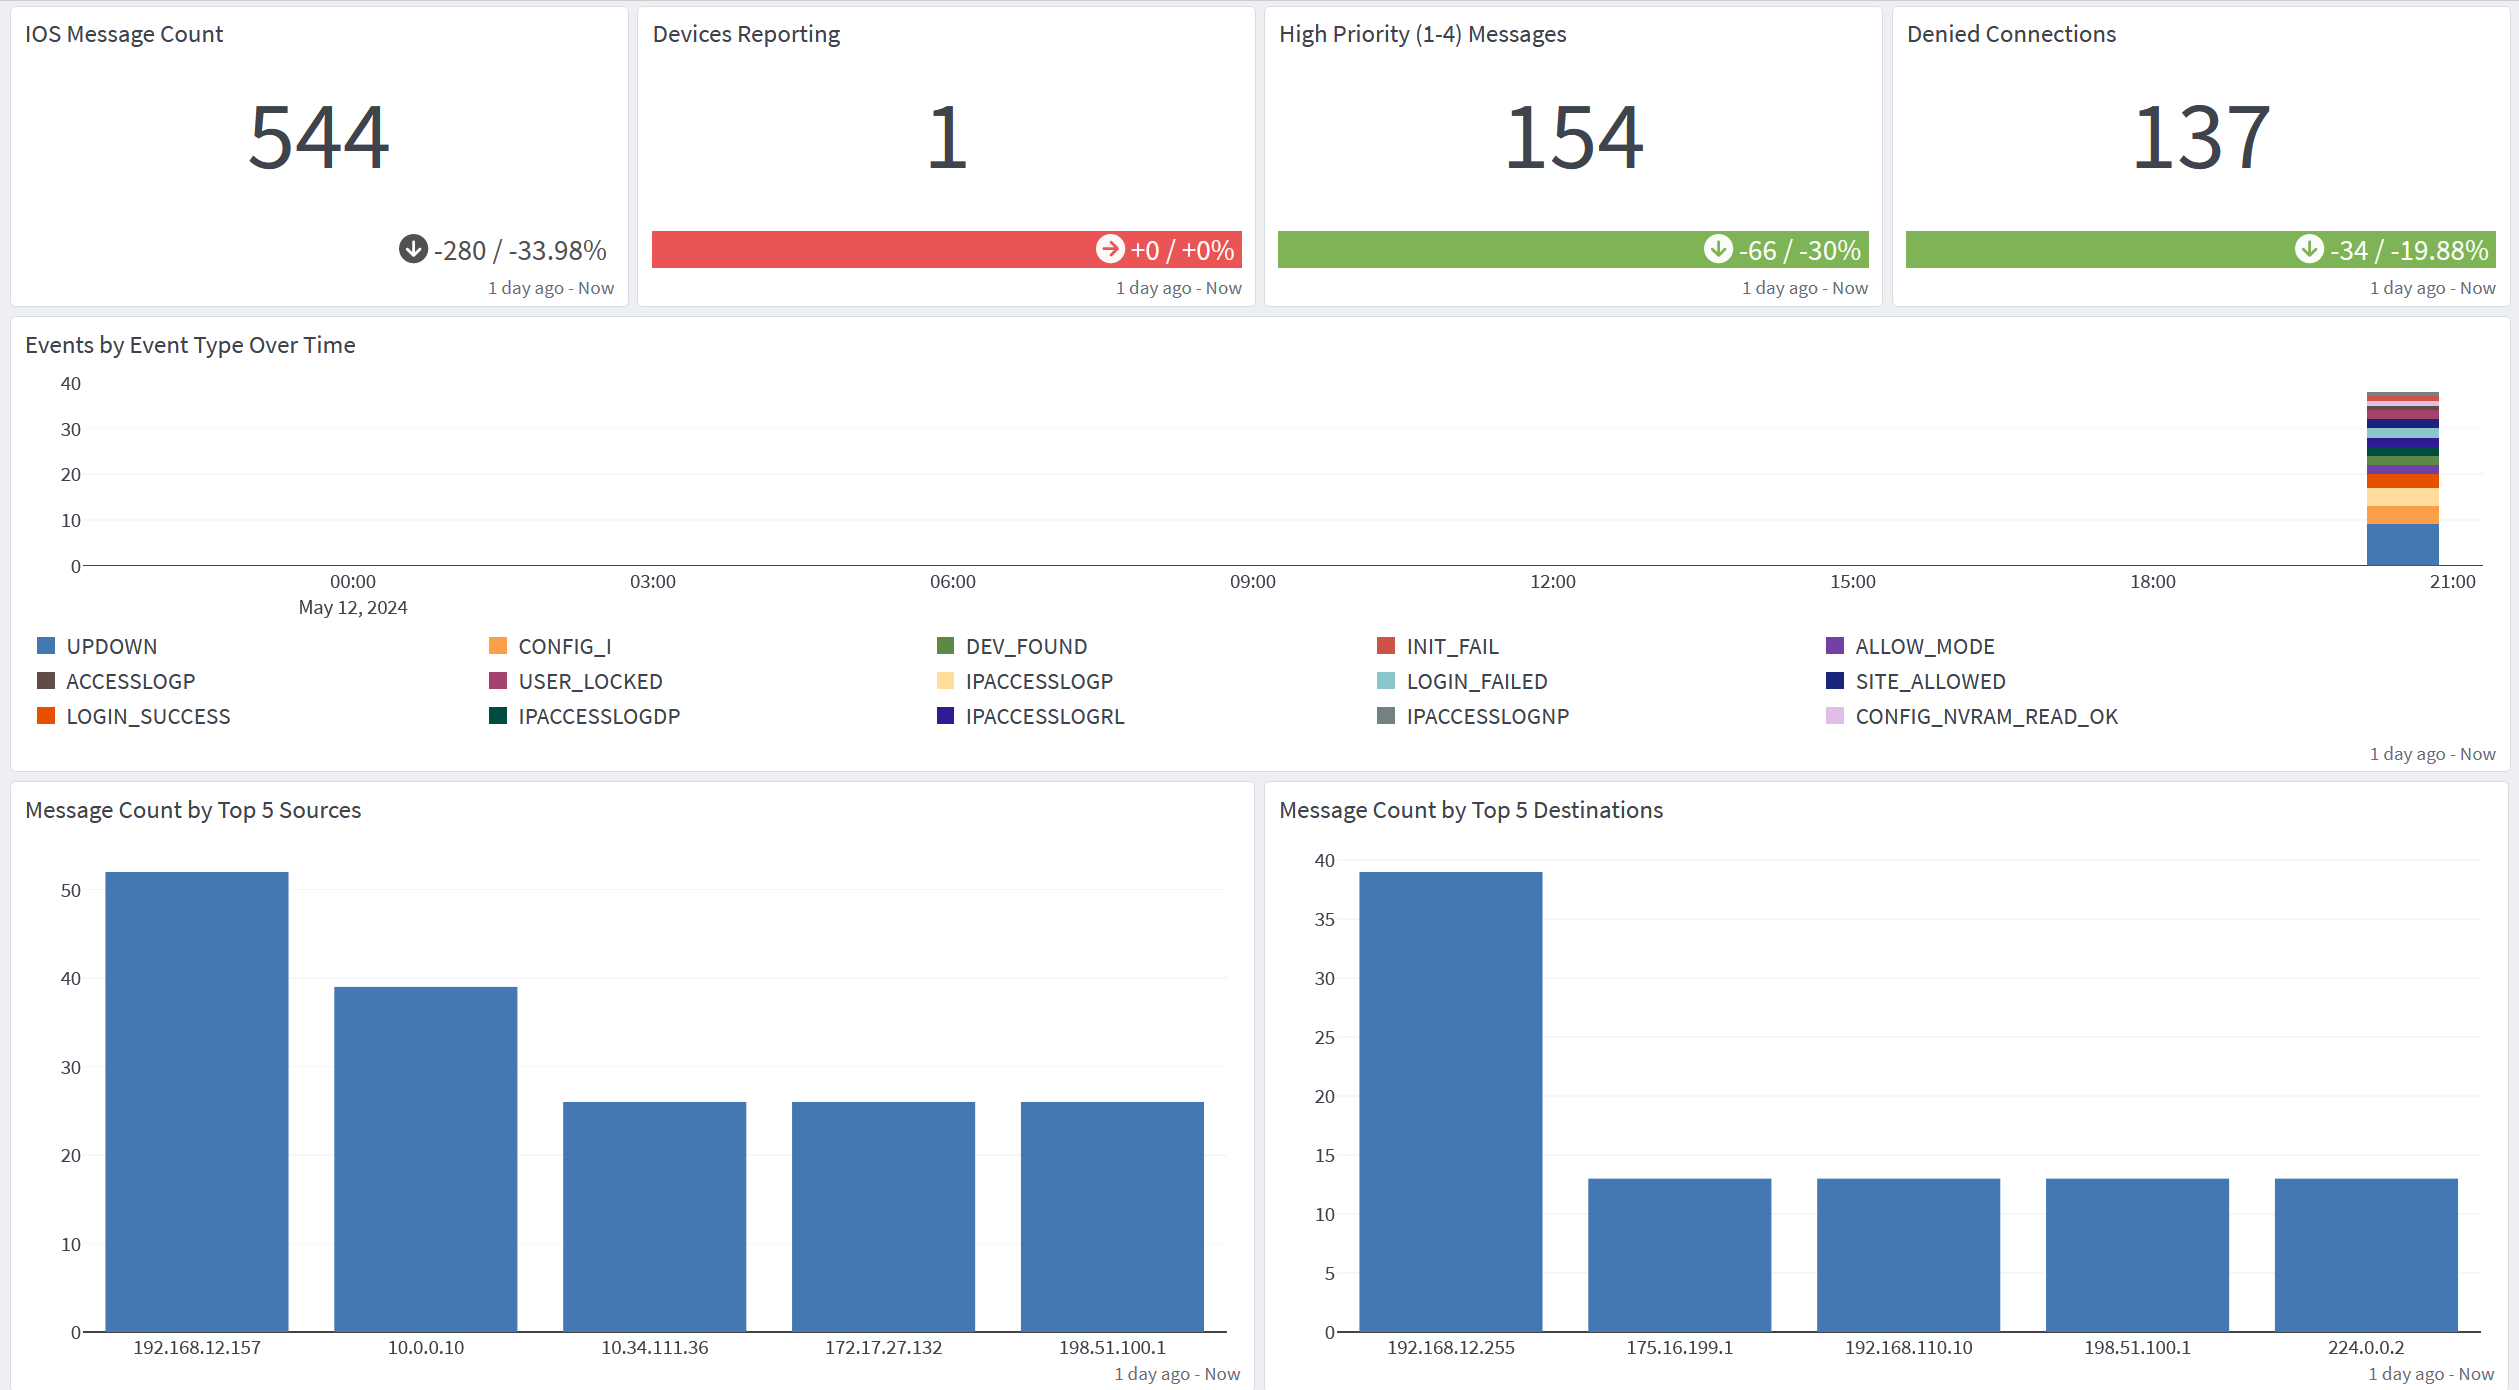 IOS Message Count
544
-280 / -33.98%
1 day ago - Now
Devices Reporting
1
+0 / +0%
1 day ago - Now
High Priority (1-4) Messages
154
-66 / -30%
1 day ago - Now
Denied Connections
137
-34 / -19.88%
1 day ago - Now
Events by Event Type Over Time
40
30
20
10
0
00:00 03:00 06:00 09:00 12:00 15:00 18:00 21:00
May 12, 2024
UPDOWN CONFIG_I DEV_FOUND INIT_FAIL ALLOW_MODE
ACCESSLOGP USER_LOCKED IPACCESSLOGP LOGIN_FAILED SITE_ALLOWED
LOGIN_SUCCESS IPACCESSLOGDP IPACCESSLOGRL IPACCESSLOGNP CONFIG_NVRAM_READ_OK
1 day ago - Now
Message Count by Top 5 Sources
50
40
30
20
10
0
192.168.12.157 10.0.0.10 10.34.111.36 172.17.27.132 198.51.100.1
1 day ago - Now
Message Count by Top 5 Destinations
40
35
30
25
20
15
10
5
0
192.168.12.255 175.16.199.1 192.168.110.10 198.51.100.1 224.0.0.2
1 day ago - Now